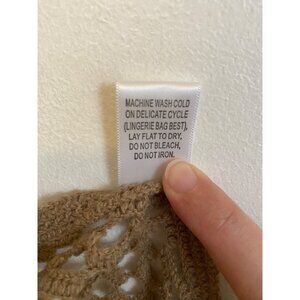 MACHINE WASH COLD
ON DELICATE CYCLE
(LINGERIE BAG BEST),
LAY FLAT TO DRY,
DO NOT BLEACH,
DO NOT IRON.